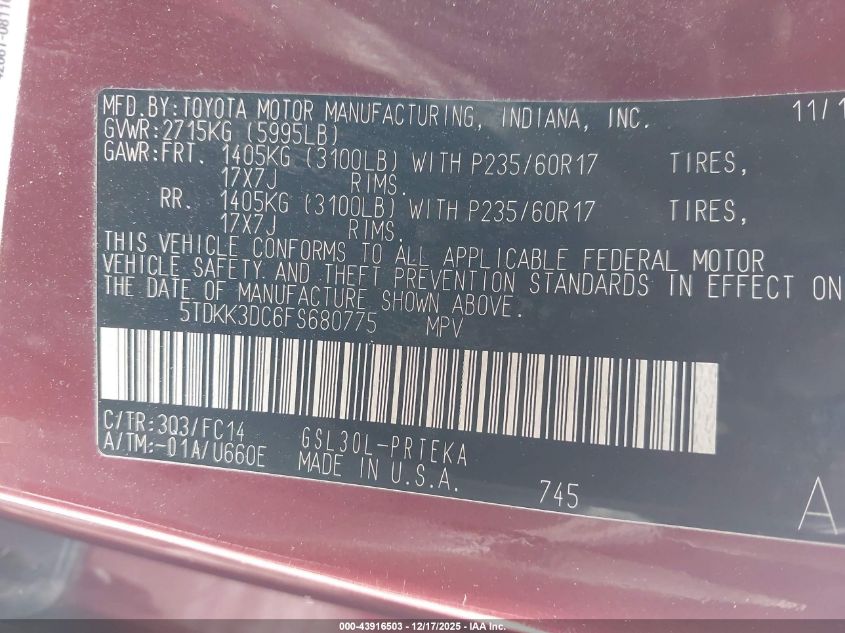 MFD.BY:TOYOTA MOTOR MANUFACTURING, INDIANA, INC. 11/1
GVWR:2715KG (5995LB)
GAWR:FRT. 1405KG (3100LB) WITH P235/60R17 TIRES,
17X7J RIMS.
RR. 1405KG (3100LB) WITH P235/60R17 TIRES,
17X7J RIMS.
THIS VEHICLE CONFORMS TO ALL APPLICABLE FEDERAL MOTOR
VEHICLE SAFETY AND THEFT PREVENTION STANDARDS IN EFFECT ON
THE DATE OF MANUFACTURE SHOWN ABOVE.
5TDKK3DC6FS680775 MPV
C/TR:3Q3/FC14 GSL30L-PRTEKA
A/TM:-01A/U660E MADE IN U.S.A. 745 A
000-43916503 - 12/17/2025 - IAA Inc.